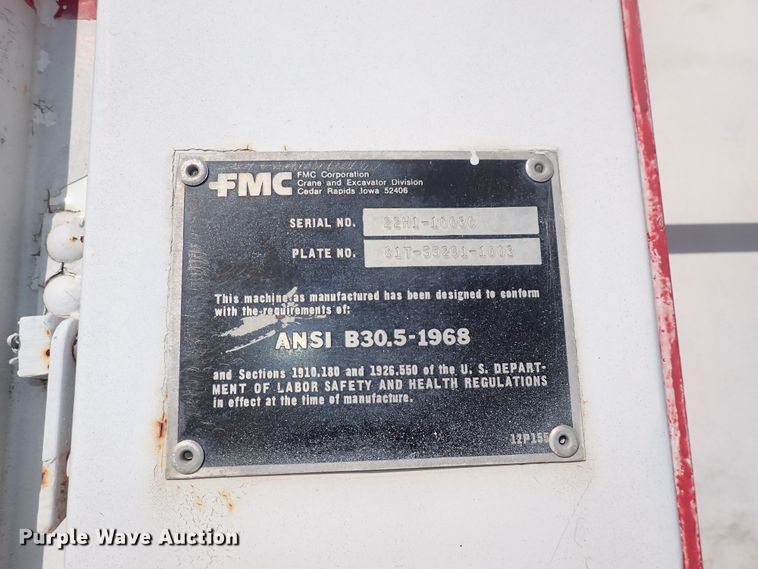 FMC
FMC Corporation
Crane and Excavator Division
Cedar Rapids Iowa 52406
SERIAL NO.
PLATE NO.
This machine as manufactured has been designed to conform
with the requirements of:
ANSI B30.5-1968
and Sections 1910.180 and 1926.550 of the U. S. DEPART-
MENT OF LABOR SAFETY AND HEALTH REGULATIONS
in effect at the time of manufacture.
Purple Wave Auction